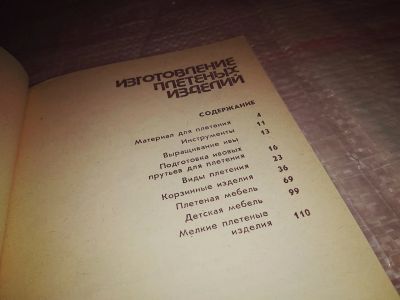 ИЗГОТОВЛЕНИЕ
ПЛЕТЕНЫХ
ИЗДЕЛИЙ
СОДЕРЖАНИЕ
Материал для плетения 4
Инструменты 11
Выращивание ивы 13
Подготовка ивовых
прутьев для плетения 16
Виды плетения 23
Корзинные изделия 36
Плетеная мебель 69
Детская мебель 99
Мелкие плетеные
изделия 110